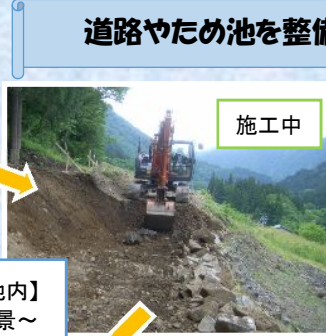 道路やため池を整備
施工中
地内】
景～